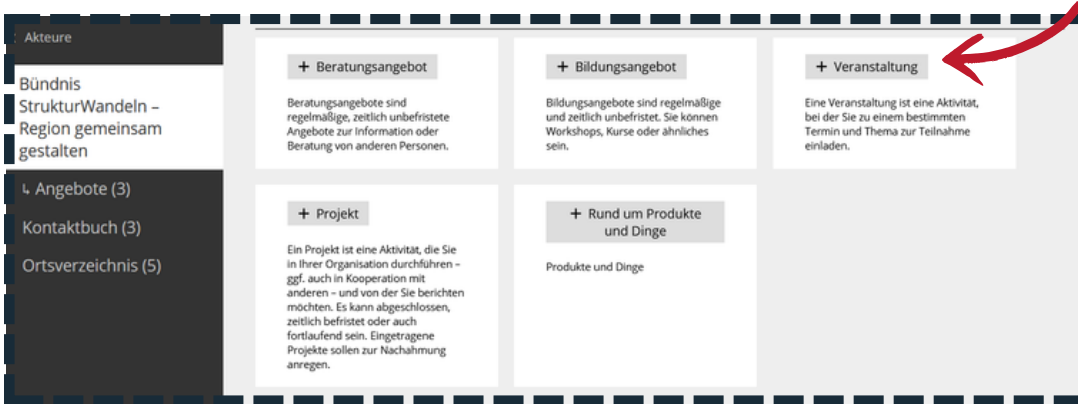 Akteure
Bündnis
StrukturWandeln –
Region gemeinsam
gestalten
↳ Angebote (3)
Kontaktbuch (3)
Ortsverzeichnis (5)
+ Beratungsangebot
Beratungsangebote sind
regelmäßige, zeitlich unbefristete
Angebote zur Information oder
Beratung von anderen Personen.
+ Bildungsangebot
Bildungsangebote sind regelmäßige
und zeitlich unbefristet. Sie können
Workshops, Kurse oder ähnliches
sein.
+ Veranstaltung
Eine Veranstaltung ist eine Aktivität,
bei der Sie zu einem bestimmten
Termin und Thema zur Teilnahme
einladen.
+ Projekt
Ein Projekt ist eine Aktivität, die Sie
in Ihrer Organisation durchführen –
ggf. auch in Kooperation mit
anderen – und von der Sie berichten
möchten. Es kann abgeschlossen,
zeitlich befristet oder auch
fortlaufend sein. Eingetragene
Projekte sollen zur Nachahmung
anregen.
+ Rund um Produkte
und Dinge
Produkte und Dinge